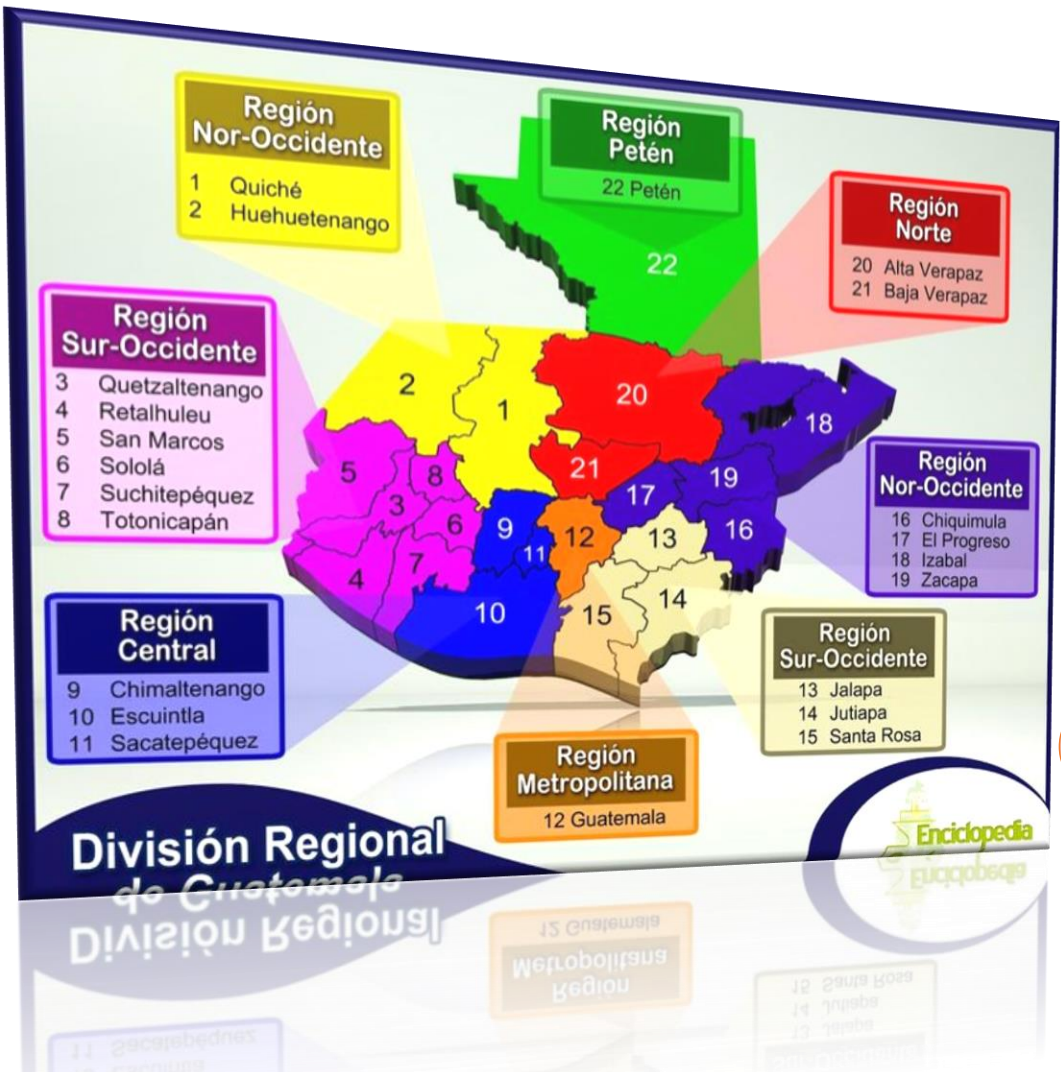 Región
Nor-Occidente
1 Quiché
2 Huehuetenango
Región
Petén
22 Petén
Región
Norte
20 Alta Verapaz
21 Baja Verapaz
Región
Sur-Occidente
3 Quetzaltenango
4 Retalhuleu
5 San Marcos
6 Sololá
7 Suchitepéquez
8 Totonicapán
22
2
1
20
18
5
8
3
6
21
17
19
16
9
11
12
13
7
4
10
15
14
Región
Nor-Occidente
16 Chiquimula
17 El Progreso
18 Izabal
19 Zacapa
Región
Central
9 Chimaltenango
10 Escuintla
11 Sacatepéquez
Región
Sur-Occidente
13 Jalapa
14 Jutiapa
15 Santa Rosa
Región
Metropolitana
12 Guatemala
División Regional
de Guatemala
Enciclopedia